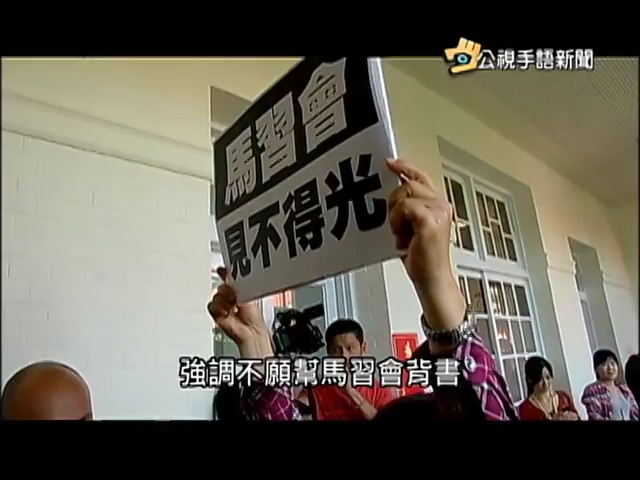 公視手語新聞
馬習會
見不得光
強調不願幫馬習會背書